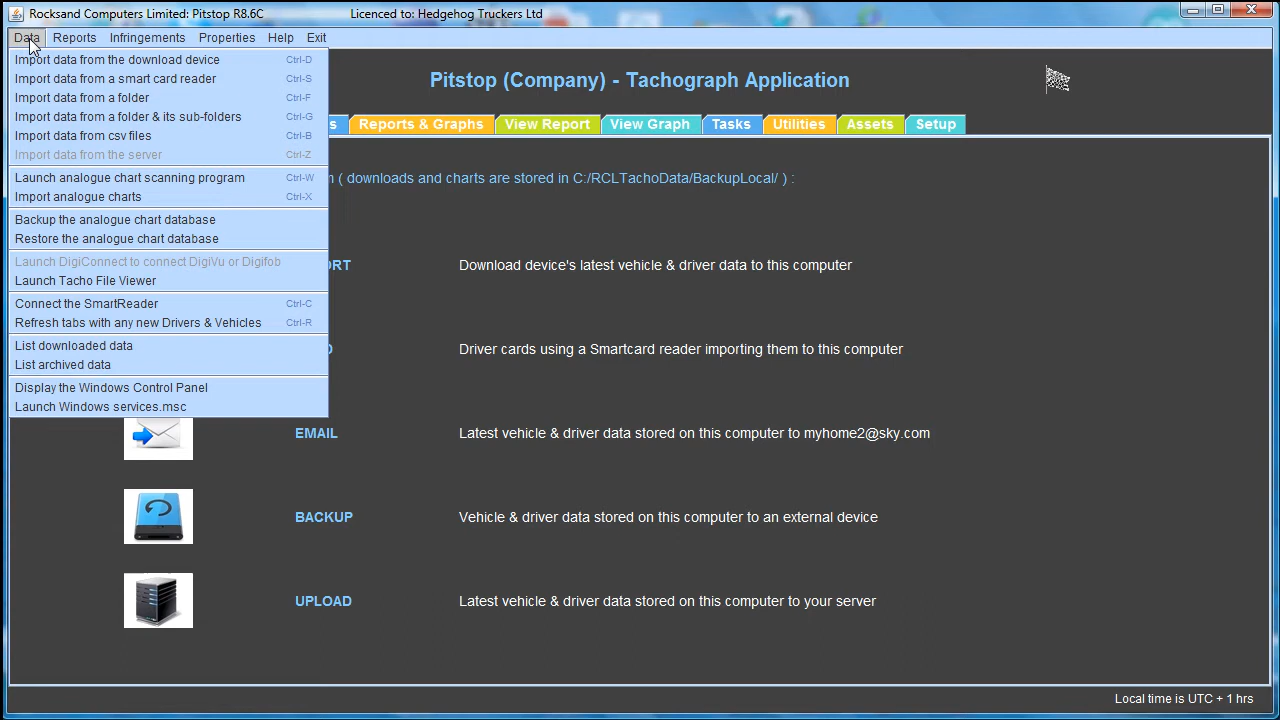 Rocksand Computers Limited: Pitstop R8.6C Licenced to: Hedgehog Truckers Ltd
Data Reports Infringements Properties Help Exit
Import data from the download device Ctrl-D
Import data from a smart card reader Ctrl-S
Import data from a folder Ctrl-F
Import data from a folder & its sub-folders Ctrl-G
Import data from csv files Ctrl-B
Import data from the server Ctrl-Z
Launch analogue chart scanning program Ctrl-W
Import analogue charts Ctrl-X
Backup the analogue chart database
Restore the analogue chart database
Launch DigiConnect to connect DigiVu or Digifob
Launch Tacho File Viewer
Connect the SmartReader Ctrl-C
Refresh tabs with any new Drivers & Vehicles Ctrl-R
List downloaded data
List archived data
Display the Windows Control Panel
Launch Windows services.msc
Pitstop (Company) - Tachograph Application
s Reports & Graphs View Report View Graph Tasks Utilities Assets Setup
( downloads and charts are stored in C:/RCLTachoData/BackupLocal/ ) :
ORT Download device's latest vehicle & driver data to this computer
D Driver cards using a Smartcard reader importing them to this computer
EMAIL Latest vehicle & driver data stored on this computer to myhome2@sky.com
BACKUP Vehicle & driver data stored on this computer to an external device
UPLOAD Latest vehicle & driver data stored on this computer to your server
Local time is UTC + 1 hrs